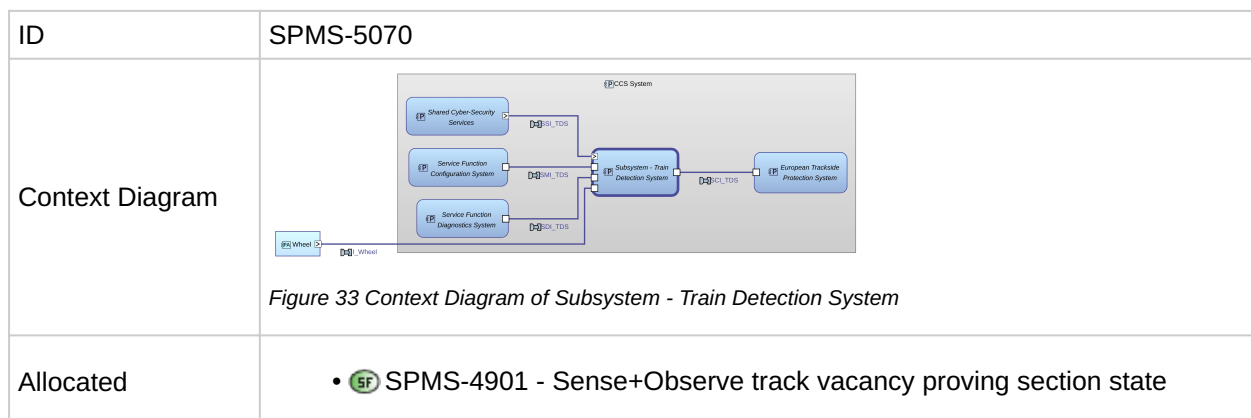 ID
SPMS-5070
Context Diagram
CCS System
Shared Cyber-Security
Services
SSI_TDS
Service Function
Configuration System
SMI_TDS
Subsystem - Train
Detection System
SCI_TDS
European Trackside
Protection System
Service Function
Diagnostics System
SDI_TDS
Wheel
I_Wheel
Figure 33 Context Diagram of Subsystem - Train Detection System
Allocated
• SF SPMS-4901 - Sense+Observe track vacancy proving section state